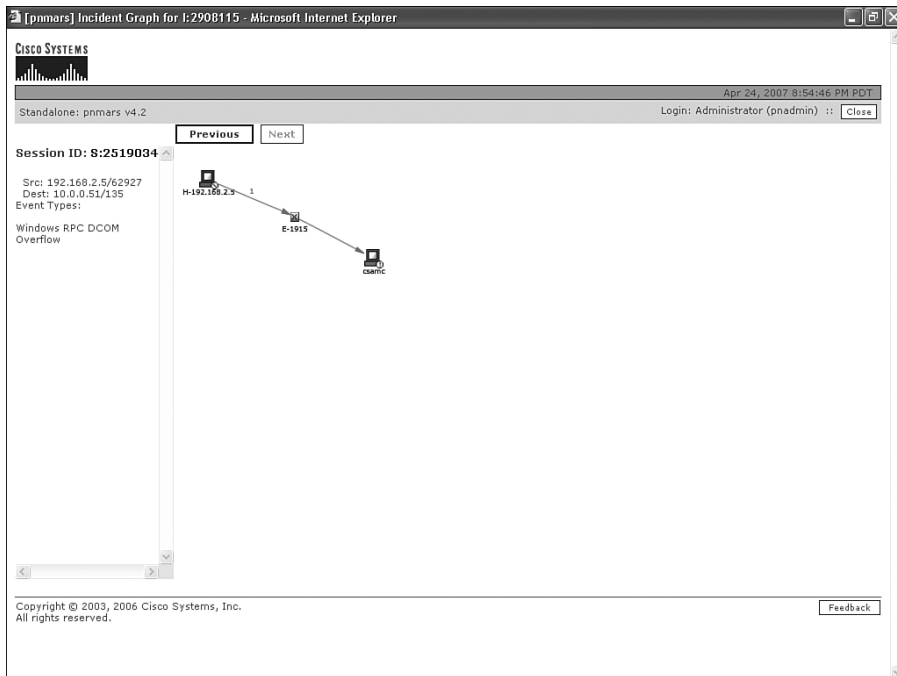 [pnmars] Incident Graph for I:2908115 - Microsoft Internet Explorer
CISCO SYSTEMS
Apr 24, 2007 8:54:46 PM PDT
Standalone: pnmars v4.2
Login: Administrator (pnadmin) :: Close
Previous Next
Session ID: S:2519034
Src: 192.168.2.5/62927
Dest: 10.0.0.51/135
Event Types:
Windows RPC DCOM
Overflow
H-192.168.2.5
1
E-1915
csamc
Copyright © 2003, 2006 Cisco Systems, Inc.
All rights reserved.
Feedback